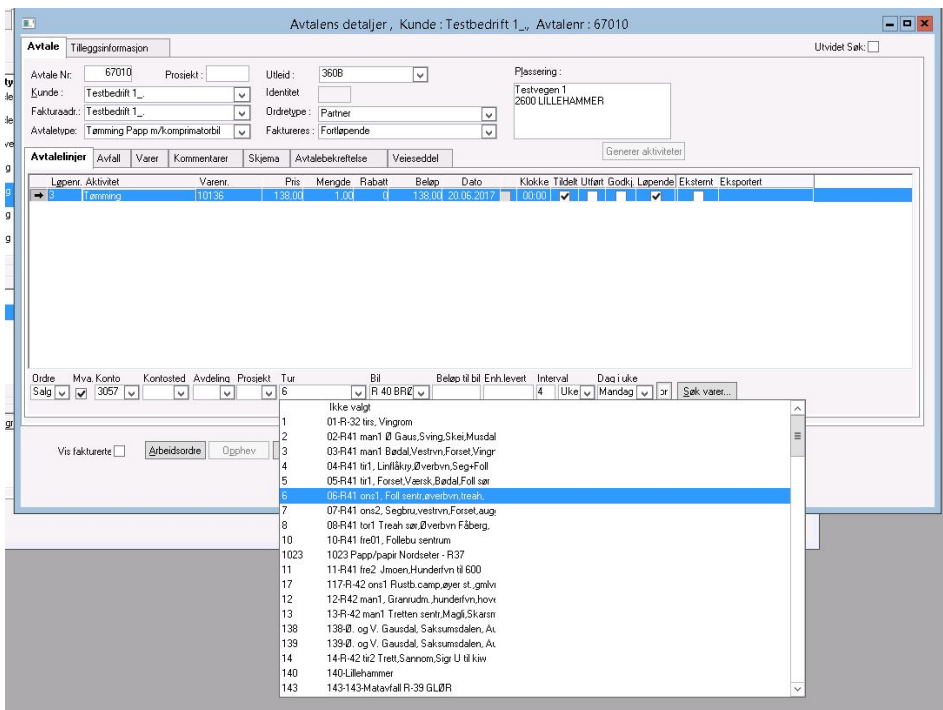 Avtalens detaljer, Kunde : Testbedrift 1_., Avtalenr : 67010
Avtale Tilleggsinformasjon Utvidet Søk:
Avtale Nr: 67010 Prosjekt : Utleid : 360B Plassering :
Kunde : Testbedrift 1_. Identitet Testvegen 1
2600 LILLEHAMMER
Fakturaadr.: Testbedrift 1_. Ordretype : Partner
Avtaletype: Tømming Papp m/komprimatorbil Faktureres : Fortløpende
Generer aktiviteter
Avtalelinjer Avfall Varer Kommentarer Skjema Avtalebekreftelse Veieseddel
Løpenr. Aktivitet Varenr. Pris Mengde Rabatt Beløp Dato Klokke Tildelt Utført Godkj. Løpende Eksternt Eksportert
3 Tømming 10136 138,00 1,00 0 138,00 20.06.2017 00:00
Ordre Mva. Konto Kontosted Avdeling Prosjekt Tur Bil Beløp til bil Enh.levert Interval Dag i uke
Salg 3057 6 R 40 BRØ 4 Uke Mandag or Søk varer...
Vis fakturerte Arbeidsordre Opphev
Ikke valgt
1 01-R-32 tirs, Vingrom
2 02-R41 man1 Ø Gaus,Sving,Skei,Musdal
3 03-R41 man1 Bødal,Vestrvn,Forset,Vingr
4 04-R41 tir1, Linflåkry,Øverbvn,Seg+Foll
5 05-R41 tir1, Forset,Værsk,Bødal,Foll sør
6 06-R41 ons1, Foll sentr,øverbvn,treah,
7 07-R41 ons2, Segbru,vestrvn,Forset,aug
8 08-R41 tor1 Treah sør,Øverbvn Fåberg,
10 10-R41 fre01, Follebu sentrum
1023 1023 Papp/papir Nordseter - R37
11 11-R41 fre2 Jmoen,Hunderfvn til 600
17 117-R-42 ons1 Rustb.camp,øyer st.,gmlv
12 12-R42 man1, Granrudm.,hunderfvn,hove
13 13-R-42 man1 Tretten sentr,Magli,Skarsm
138 138-Ø. og V. Gausdal, Saksumsdalen, Au
139 139-Ø. og V. Gausdal, Saksumsdalen, Au
14 14-R-42 tir2 Trett,Sannom,Sigr U til kiw
140 140-Lillehammer
143 143-143-Matavfall R-39 GLØR